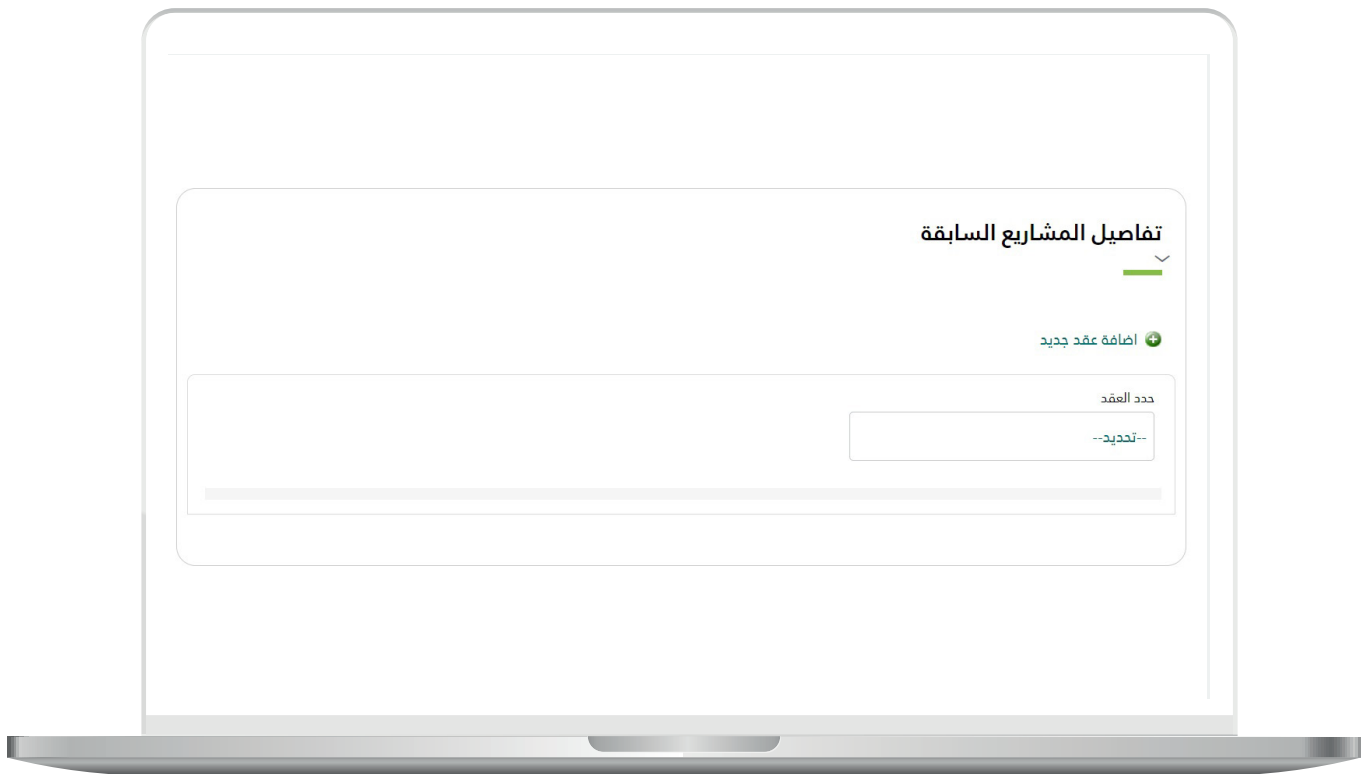 تفاصيل المشاريع السابقة
اضافة عقد جديد
حدد العقد
--تحديد--